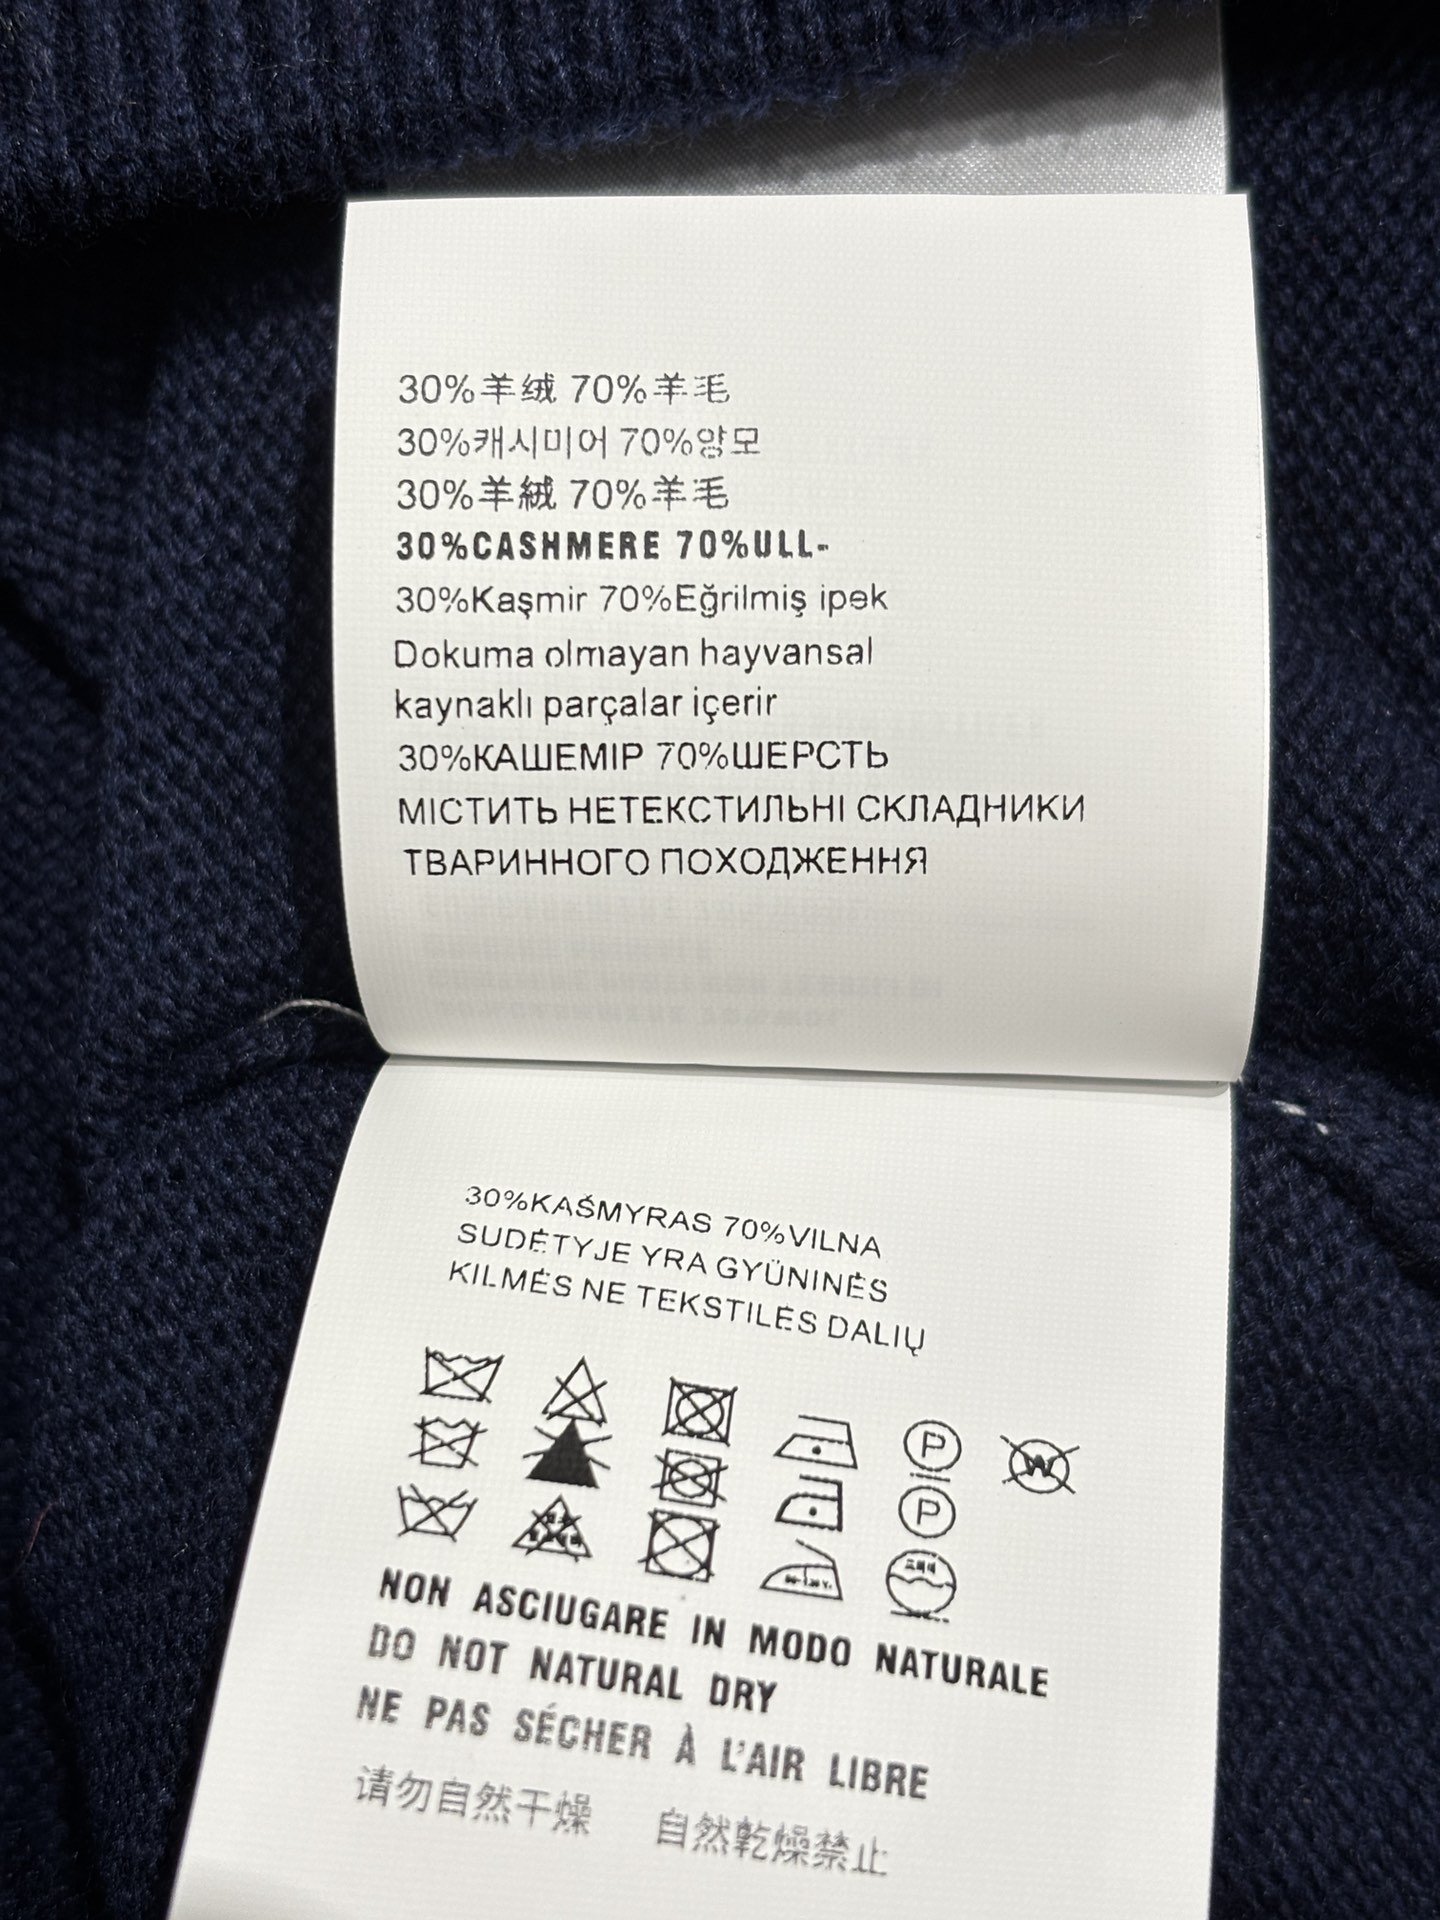 30%羊绒 70%羊毛
30%캐시미어 70%양모
30%羊絨 70%羊毛
30%CASHMERE 70%ULL-
30%Kaşmir 70%Eğrilmiş ipek
Dokuma olmayan hayvansal
kaynaklı parçalar içerir
30%КАШЕМІР 70%ШЕРСТЬ
МІСТИТЬ НЕТЕКСТИЛЬНІ СКЛАДНИКИ
ТВАРИННОГО ПОХОДЖЕННЯ
30%KAŚMYRAS 70%VILNA
SUDĖTYJE YRA GYŪNINĖS
KILMĖS NE TEKSTILĖS DALIŲ
P
W
P
NON ASCIUGARE IN MODO NATURALE
DO NOT NATURAL DRY
NE PAS SÉCHER À L'AIR LIBRE
请勿自然干燥 自然乾燥禁止